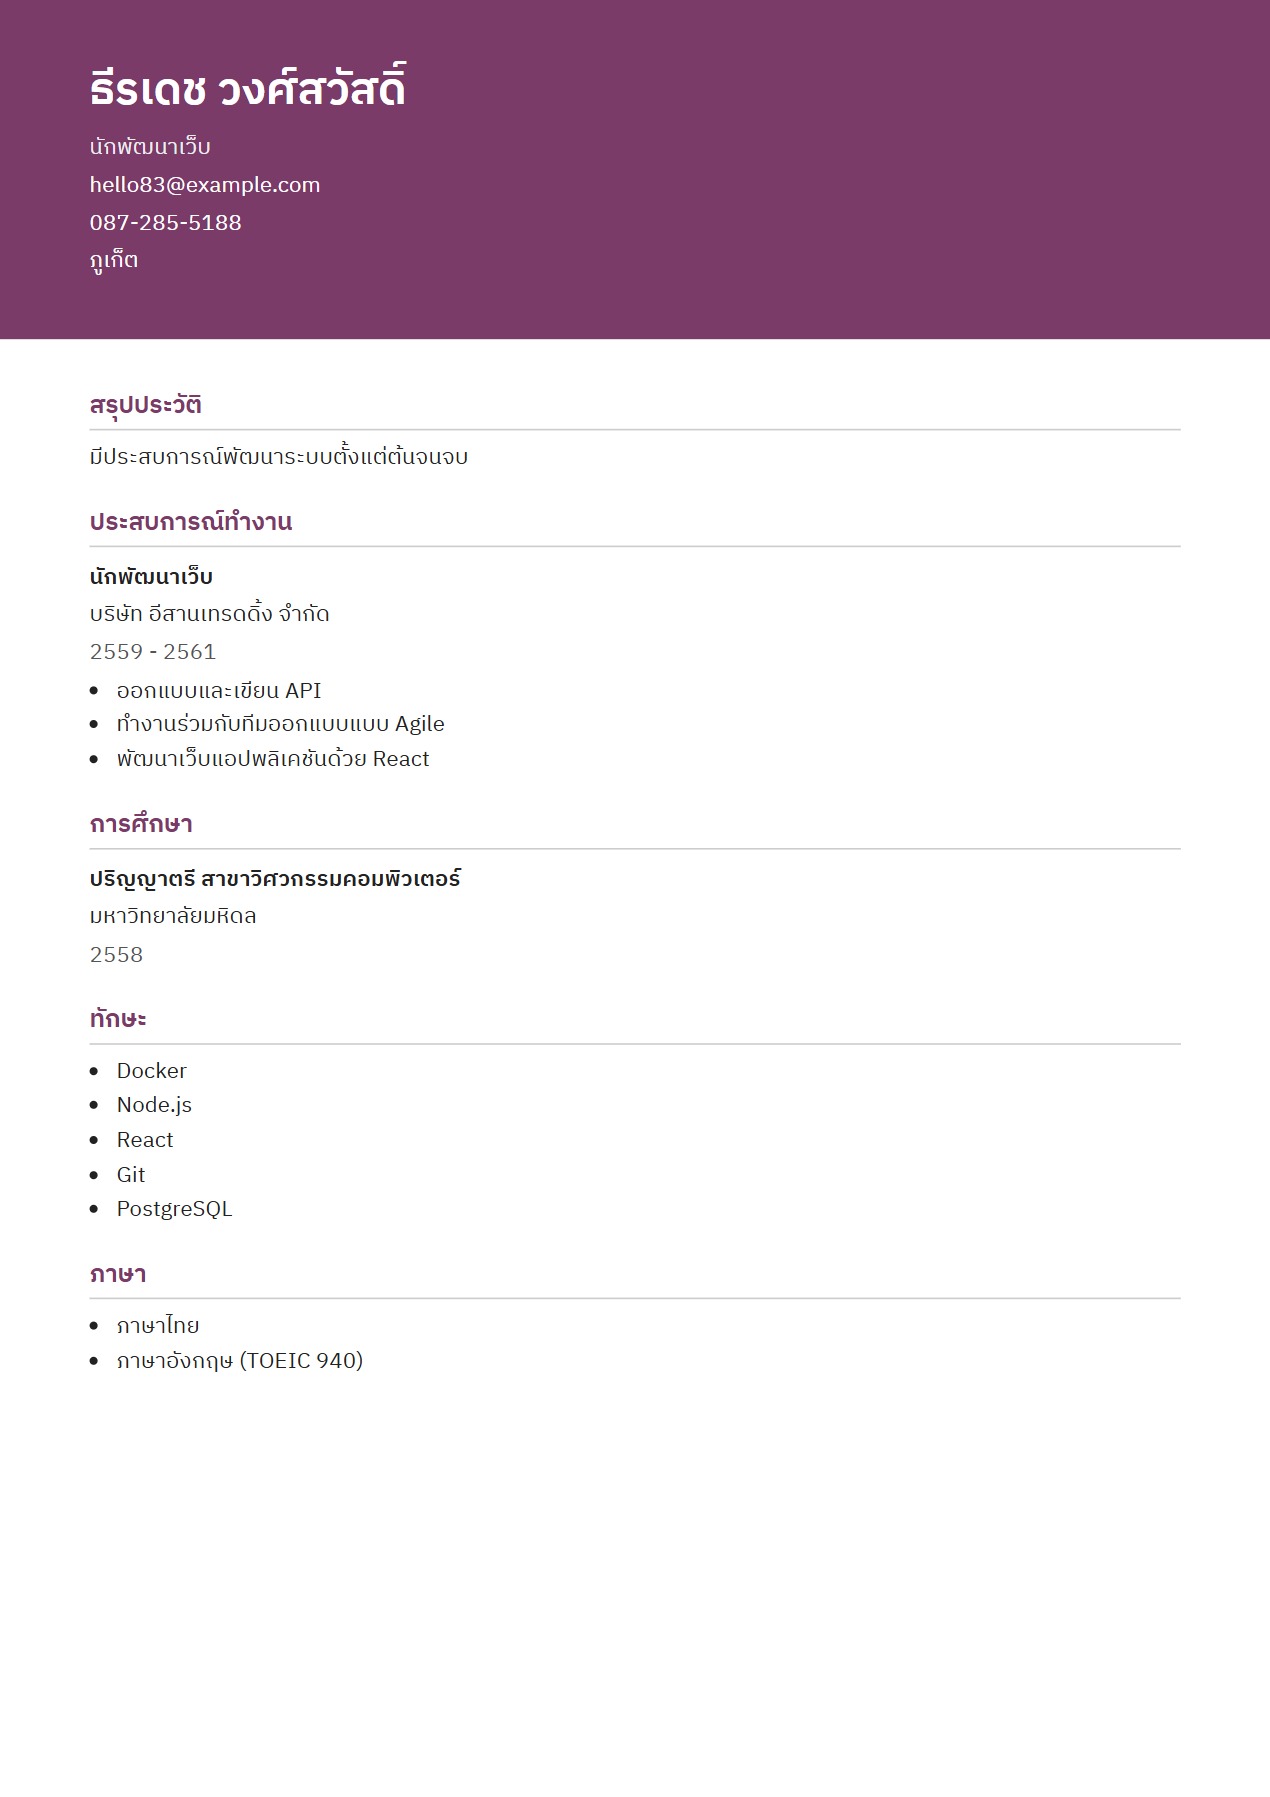 ธีรเดช วงศ์สวัสดิ์
นักพัฒนาเว็บ
hello83@example.com
087-285-5188
ภูเก็ต
สรุปประวัติ
มีประสบการณ์พัฒนาระบบตั้งแต่ต้นจนจบ
ประสบการณ์ทำงาน
นักพัฒนาเว็บ
บริษัท อีสานเทรดดิ้ง จำกัด
2559 - 2561
• ออกแบบและเขียน API
• ทำงานร่วมกับทีมออกแบบแบบ Agile
• พัฒนาเว็บแอปพลิเคชันด้วย React
การศึกษา
ปริญญาตรี สาขาวิศวกรรมคอมพิวเตอร์
มหาวิทยาลัยมหิดล
2558
ทักษะ
• Docker
• Node.js
• React
• Git
• PostgreSQL
ภาษา
• ภาษาไทย
• ภาษาอังกฤษ (TOEIC 940)